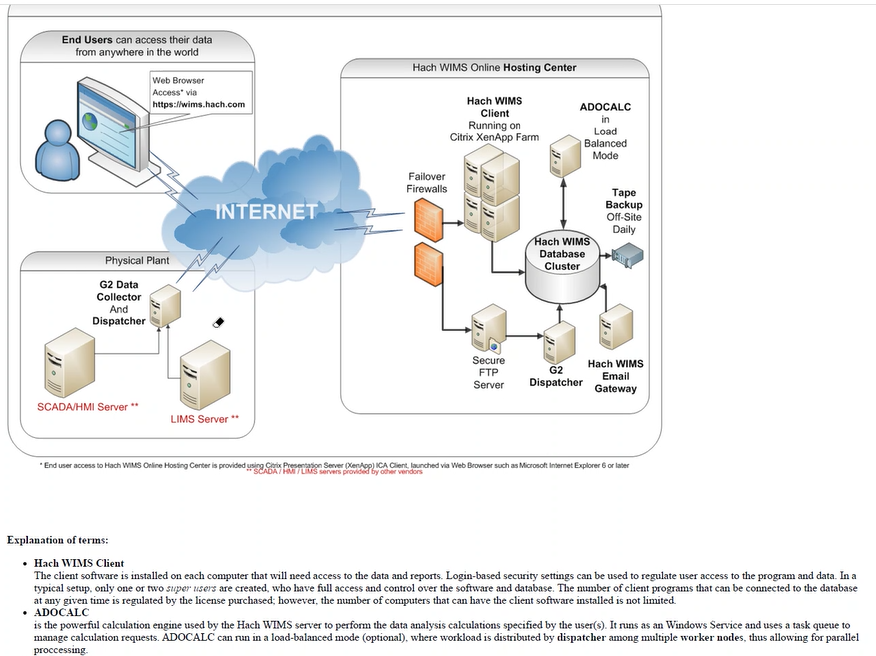 End Users can access their data
from anywhere in the world
Web Browser
Access* via
https://wims.hach.com
INTERNET
Physical Plant
G2 Data
Collector
And
Dispatcher
SCADA/HMI Server **
LIMS Server **
Hach WIMS Online Hosting Center
Failover
Firewalls
Hach WIMS
Client
Running on
Citrix XenApp Farm
ADOCALC
in
Load
Balanced
Mode
Tape
Backup
Off-Site
Daily
Hach WIMS
Database
Cluster
Secure
FTP
Server
G2
Dispatcher
Hach WIMS
Email
Gateway
* End user access to Hach WIMS Online Hosting Center is provided using Citrix Presentation Server (XenApp) ICA Client, launched via Web Browser such as Microsoft Internet Explorer 6 or later
** SCADA / HMI / LIMS servers provided by other vendors
Explanation of terms:
• Hach WIMS Client
The client software is installed on each computer that will need access to the data and reports. Login-based security settings can be used to regulate user access to the program and data. In a
typical setup, only one or two super users are created, who have full access and control over the software and database. The number of client programs that can be connected to the database
at any given time is regulated by the license purchased; however, the number of computers that can have the client software installed is not limited.
• ADOCALC
is the powerful calculation engine used by the Hach WIMS server to perform the data analysis calculations specified by the user(s). It runs as an Windows Service and uses a task queue to
manage calculation requests. ADOCALC can run in a load-balanced mode (optional), where workload is distributed by dispatcher among multiple worker nodes, thus allowing for parallel
proccessing.